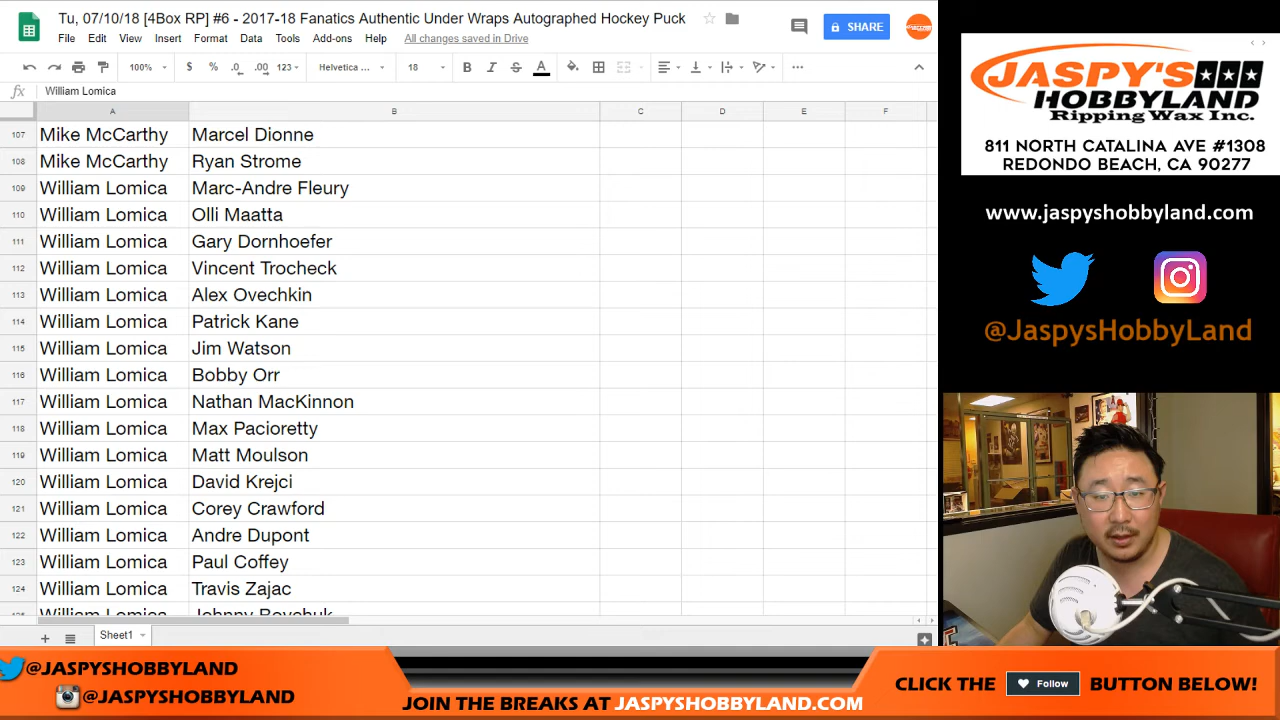 Tu, 07/10/18 [4Box RP] #6 - 2017-18 Fanatics Authentic Under Wraps Autographed Hockey Puck
File Edit View Insert Format Data Tools Add-ons Help All changes saved in Drive
SHARE
100% $ % .0 .00 123 Helvetica ... 18 B I S A
fx William Lomica
A B C D E F
107 Mike McCarthy Marcel Dionne
108 Mike McCarthy Ryan Strome
109 William Lomica Marc-Andre Fleury
110 William Lomica Olli Maatta
111 William Lomica Gary Dornhoefer
112 William Lomica Vincent Trocheck
113 William Lomica Alex Ovechkin
114 William Lomica Patrick Kane
115 William Lomica Jim Watson
116 William Lomica Bobby Orr
117 William Lomica Nathan MacKinnon
118 William Lomica Max Pacioretty
119 William Lomica Matt Moulson
120 William Lomica David Krejci
121 William Lomica Corey Crawford
122 William Lomica Andre Dupont
123 William Lomica Paul Coffey
124 William Lomica Travis Zajac
125 William Lomica Johnny Boychuk
Sheet1
JASPY'S
HOBBYLAND
Ripping Wax Inc.
811 NORTH CATALINA AVE #1308
REDONDO BEACH, CA 90277
www.jaspyshobbyland.com
@JaspysHobbyLand
@JASPYSHOBBYLAND
@JASPYSHOBBYLAND
JOIN THE BREAKS AT JASPYSHOBBYLAND.COM
CLICK THE Follow BUTTON BELOW!